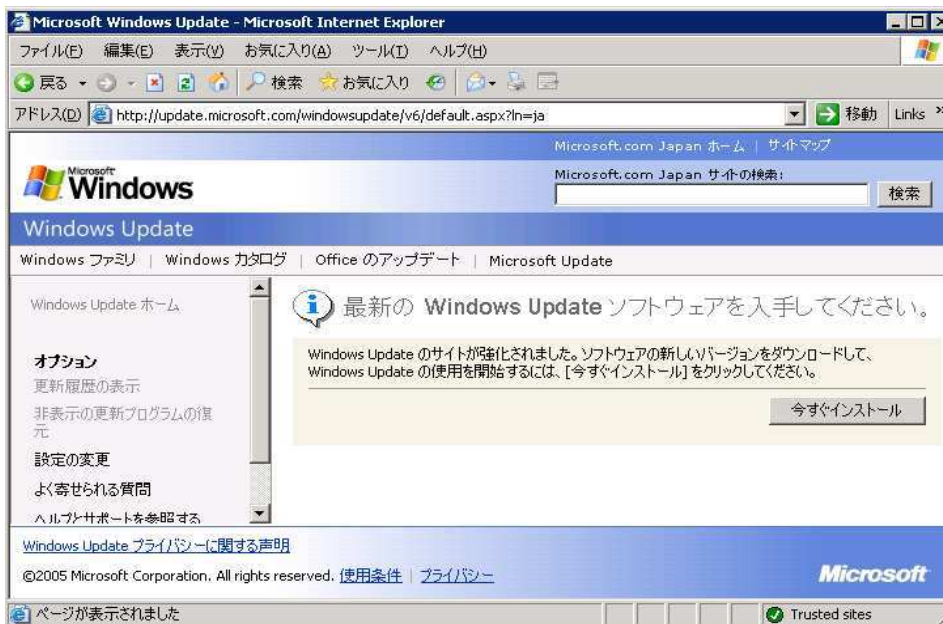 Microsoft Windows Update - Microsoft Internet Explorer
ファイル(F) 編集(E) 表示(V) お気に入り(A) ツール(T) ヘルプ(H)
戻る 検索 お気に入り
アドレス(D) http://update.microsoft.com/windowsupdate/v6/default.aspx?ln=ja 移動 Links
Microsoft.com Japan ホーム | サイトマップ
Microsoft Windows
Microsoft.com Japan サイトの検索:
検索
Windows Update
Windows ファミリ | Windows カタログ | Office のアップデート | Microsoft Update
Windows Update ホーム
オプション
更新履歴の表示
非表示の更新プログラムの復
元
設定の変更
よく寄せられる質問
ヘルプとサポートを参照する
最新の Windows Update ソフトウェアを入手してください。
Windows Update のサイトが強化されました。ソフトウェアの新しいバージョンをダウンロードして、
Windows Update の使用を開始するには、[今すぐインストール] をクリックしてください。
今すぐインストール
Windows Update プライバシーに関する声明
©2005 Microsoft Corporation. All rights reserved. 使用条件 | プライバシー
Microsoft
ページが表示されました Trusted sites